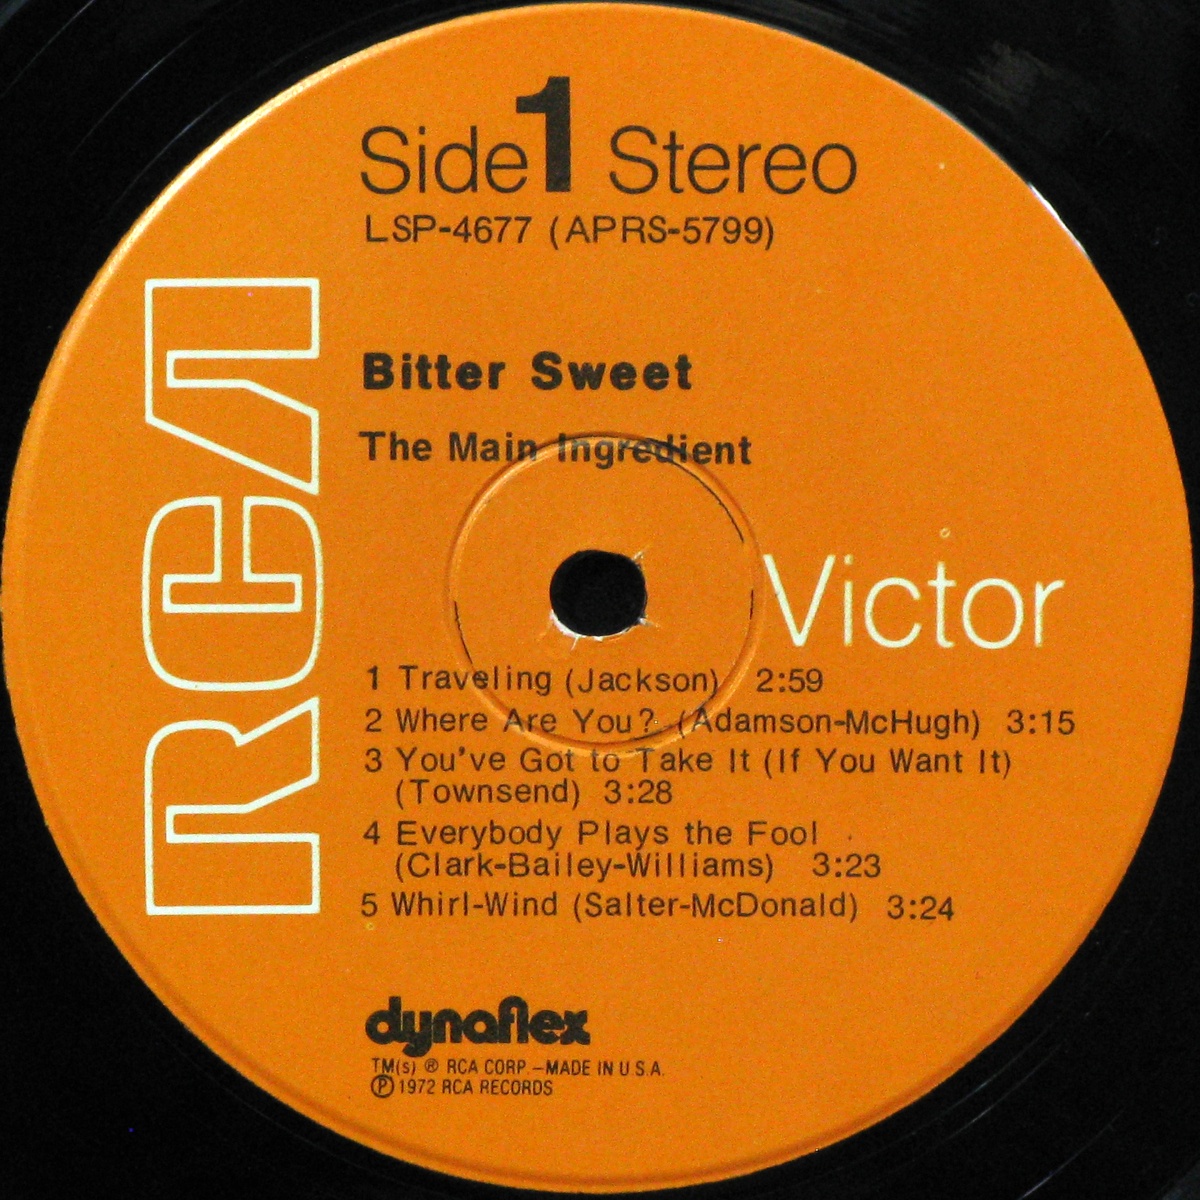 Side 1 Stereo
LSP-4677 (APRS-5799)
RCA
Bitter Sweet
The Main Ingredient
Victor
1 Traveling (Jackson) 2:59
2 Where Are You? (Adamson-McHugh) 3:15
3 You've Got to Take It (If You Want It)
(Townsend) 3:28
4 Everybody Plays the Fool
(Clark-Bailey-Williams) 3:23
5 Whirl-Wind (Salter-McDonald) 3:24
dynaflex
TM(s) ® RCA CORP.-MADE IN U.S.A.
℗ 1972 RCA RECORDS